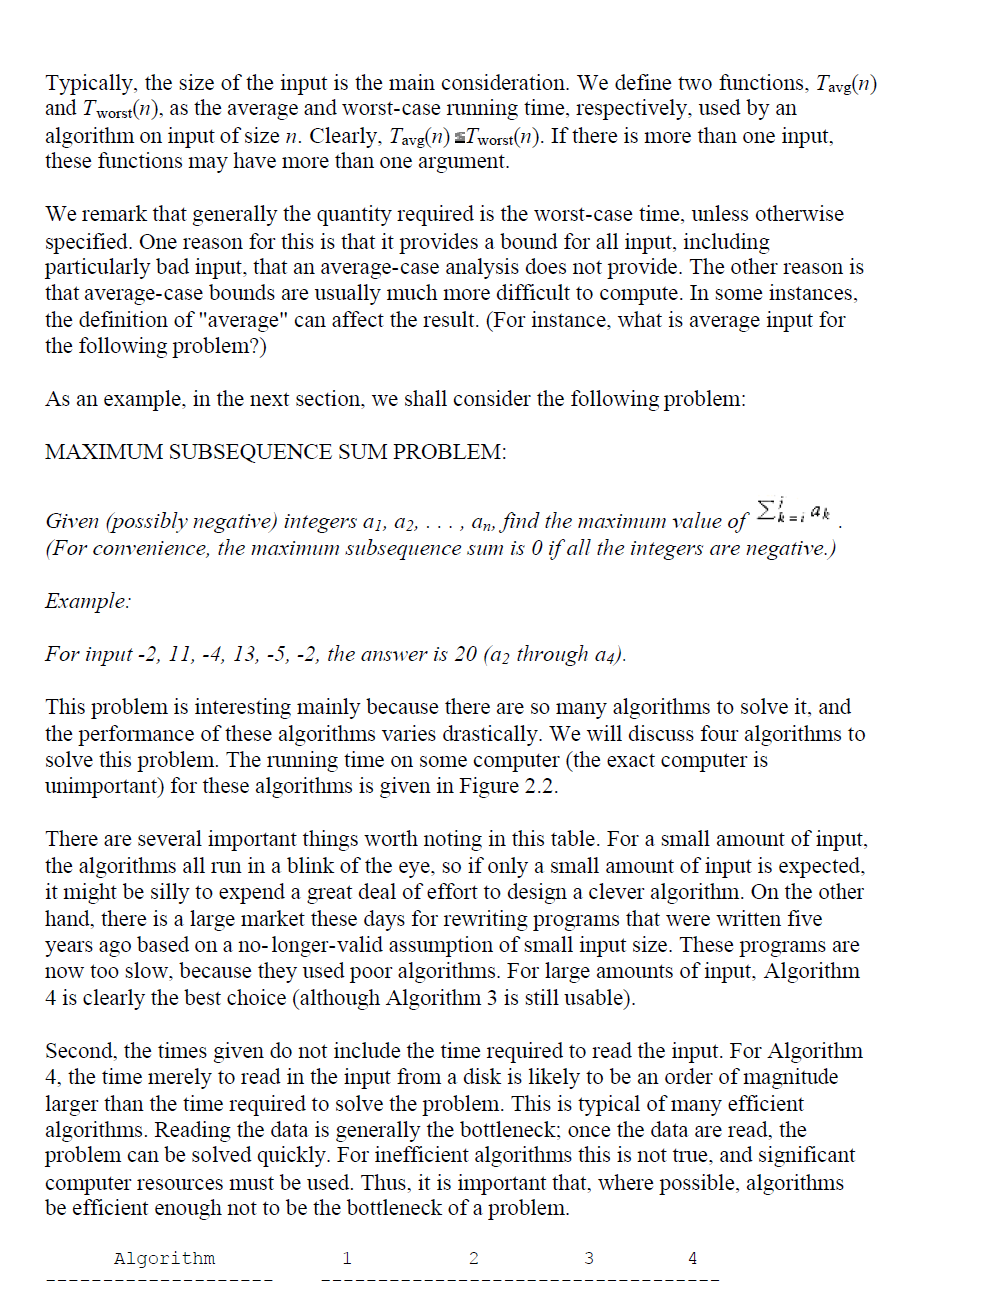 Typically, the size of the input is the main consideration. We define two functions, Tavg(n)
and Tworst(n), as the average and worst-case running time, respectively, used by an
algorithm on input of size n. Clearly, Tavg(n) ≤Tworst(n). If there is more than one input,
these functions may have more than one argument.
We remark that generally the quantity required is the worst-case time, unless otherwise
specified. One reason for this is that it provides a bound for all input, including
particularly bad input, that an average-case analysis does not provide. The other reason is
that average-case bounds are usually much more difficult to compute. In some instances,
the definition of "average" can affect the result. (For instance, what is average input for
the following problem?)
As an example, in the next section, we shall consider the following problem:
MAXIMUM SUBSEQUENCE SUM PROBLEM:
Given (possibly negative) integers a1, a2, . . . , an, find the maximum value of ∑^j_{k = i} ak .
(For convenience, the maximum subsequence sum is 0 if all the integers are negative.)
Example:
For input -2, 11, -4, 13, -5, -2, the answer is 20 (a2 through a4).
This problem is interesting mainly because there are so many algorithms to solve it, and
the performance of these algorithms varies drastically. We will discuss four algorithms to
solve this problem. The running time on some computer (the exact computer is
unimportant) for these algorithms is given in Figure 2.2.
There are several important things worth noting in this table. For a small amount of input,
the algorithms all run in a blink of the eye, so if only a small amount of input is expected,
it might be silly to expend a great deal of effort to design a clever algorithm. On the other
hand, there is a large market these days for rewriting programs that were written five
years ago based on a no-longer-valid assumption of small input size. These programs are
now too slow, because they used poor algorithms. For large amounts of input, Algorithm
4 is clearly the best choice (although Algorithm 3 is still usable).
Second, the times given do not include the time required to read the input. For Algorithm
4, the time merely to read in the input from a disk is likely to be an order of magnitude
larger than the time required to solve the problem. This is typical of many efficient
algorithms. Reading the data is generally the bottleneck; once the data are read, the
problem can be solved quickly. For inefficient algorithms this is not true, and significant
computer resources must be used. Thus, it is important that, where possible, algorithms
be efficient enough not to be the bottleneck of a problem.
Algorithm 1 2 3 4
-------------------- -----------------------------------